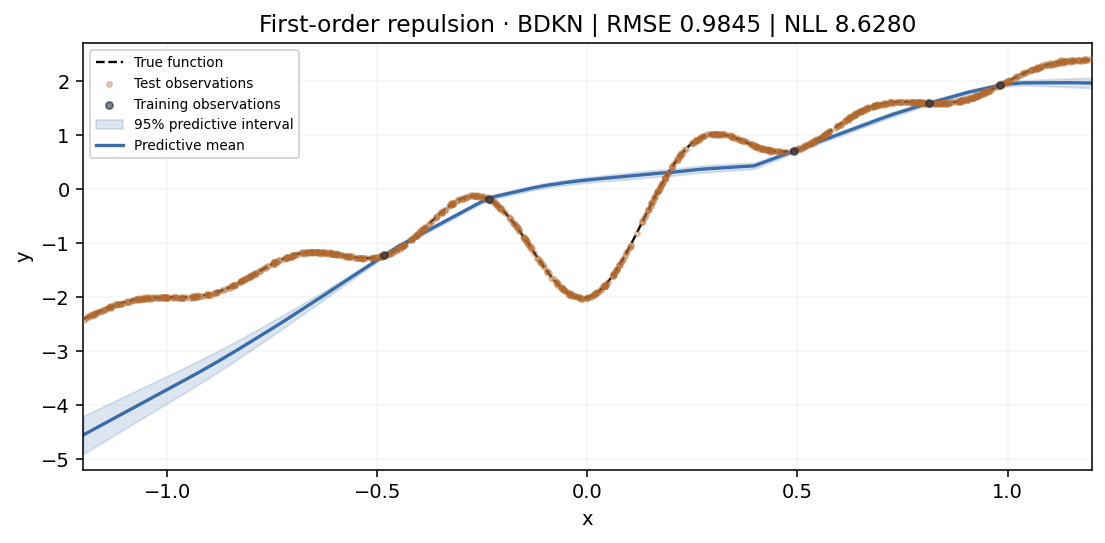 First-order repulsion · BDKN | RMSE 0.9845 | NLL 8.6280
True function
Test observations
Training observations
95% predictive interval
Predictive mean
y
2
1
0
−1
−2
−3
−4
−5
−1.0
−0.5
0.0
0.5
1.0
x